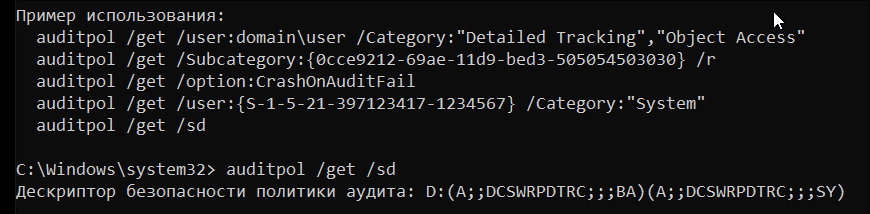 Пример использования:
auditpol /get /user:domain\user /Category:"Detailed Tracking","Object Access"
auditpol /get /Subcategory:{0cce9212-69ae-11d9-bed3-505054503030} /r
auditpol /get /option:CrashOnAuditFail
auditpol /get /user:{S-1-5-21-397123417-1234567} /Category:"System"
auditpol /get /sd
C:\Windows\system32> auditpol /get /sd
Дескриптор безопасности политики аудита: D:(A;;DCSWRPDTRC;;;BA)(A;;DCSWRPDTRC;;;SY)